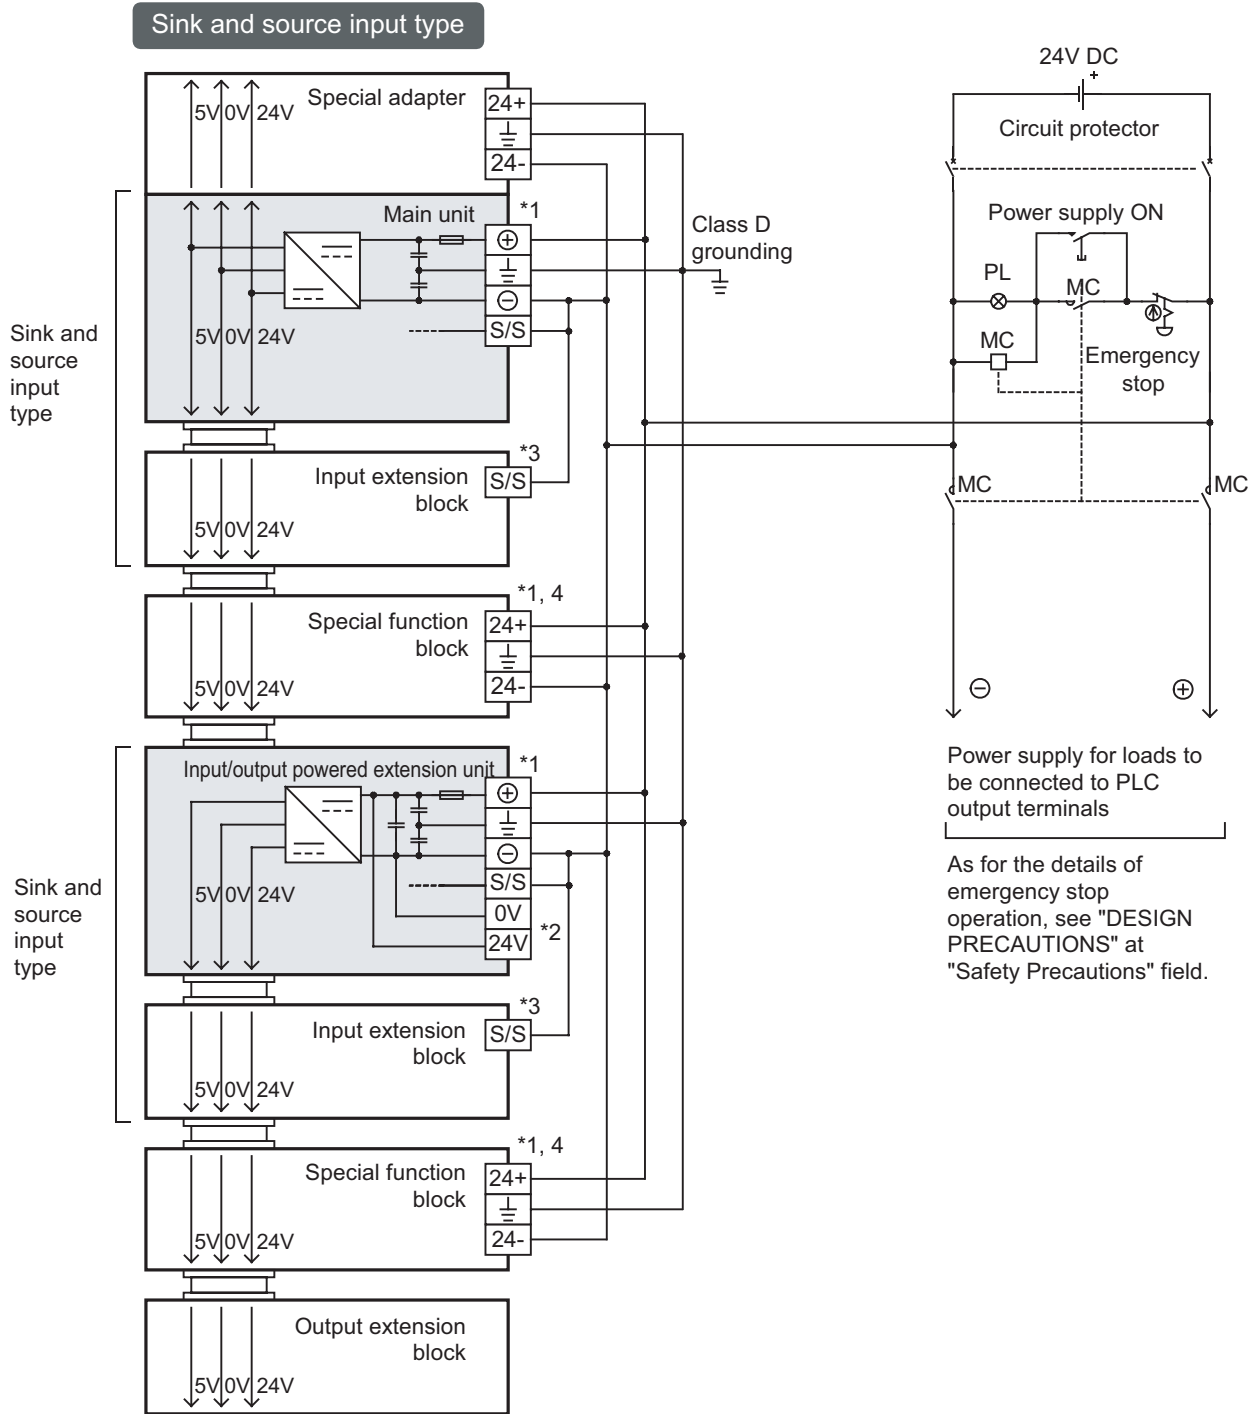 Sink and source input type
Special adapter
5V 0V 24V
24+
24-
Main unit
*1
5V 0V 24V
S/S
Sink and
source
input
type
Class D
grounding
Input extension
block
*3
S/S
5V 0V 24V
Special function
block
*1, 4
24+
24-
5V 0V 24V
Input/output powered extension unit
*1
S/S
0V
24V
*2
5V 0V 24V
Sink and
source
input
type
Input extension
block
*3
S/S
5V 0V 24V
Special function
block
*1, 4
24+
24-
5V 0V 24V
Output extension
block
5V 0V 24V
24V DC
+
Circuit protector
Power supply ON
PL
MC
MC
Emergency
stop
MC
MC
Power supply for loads to
be connected to PLC
output terminals
As for the details of
emergency stop
operation, see "DESIGN
PRECAUTIONS" at
"Safety Precautions" field.